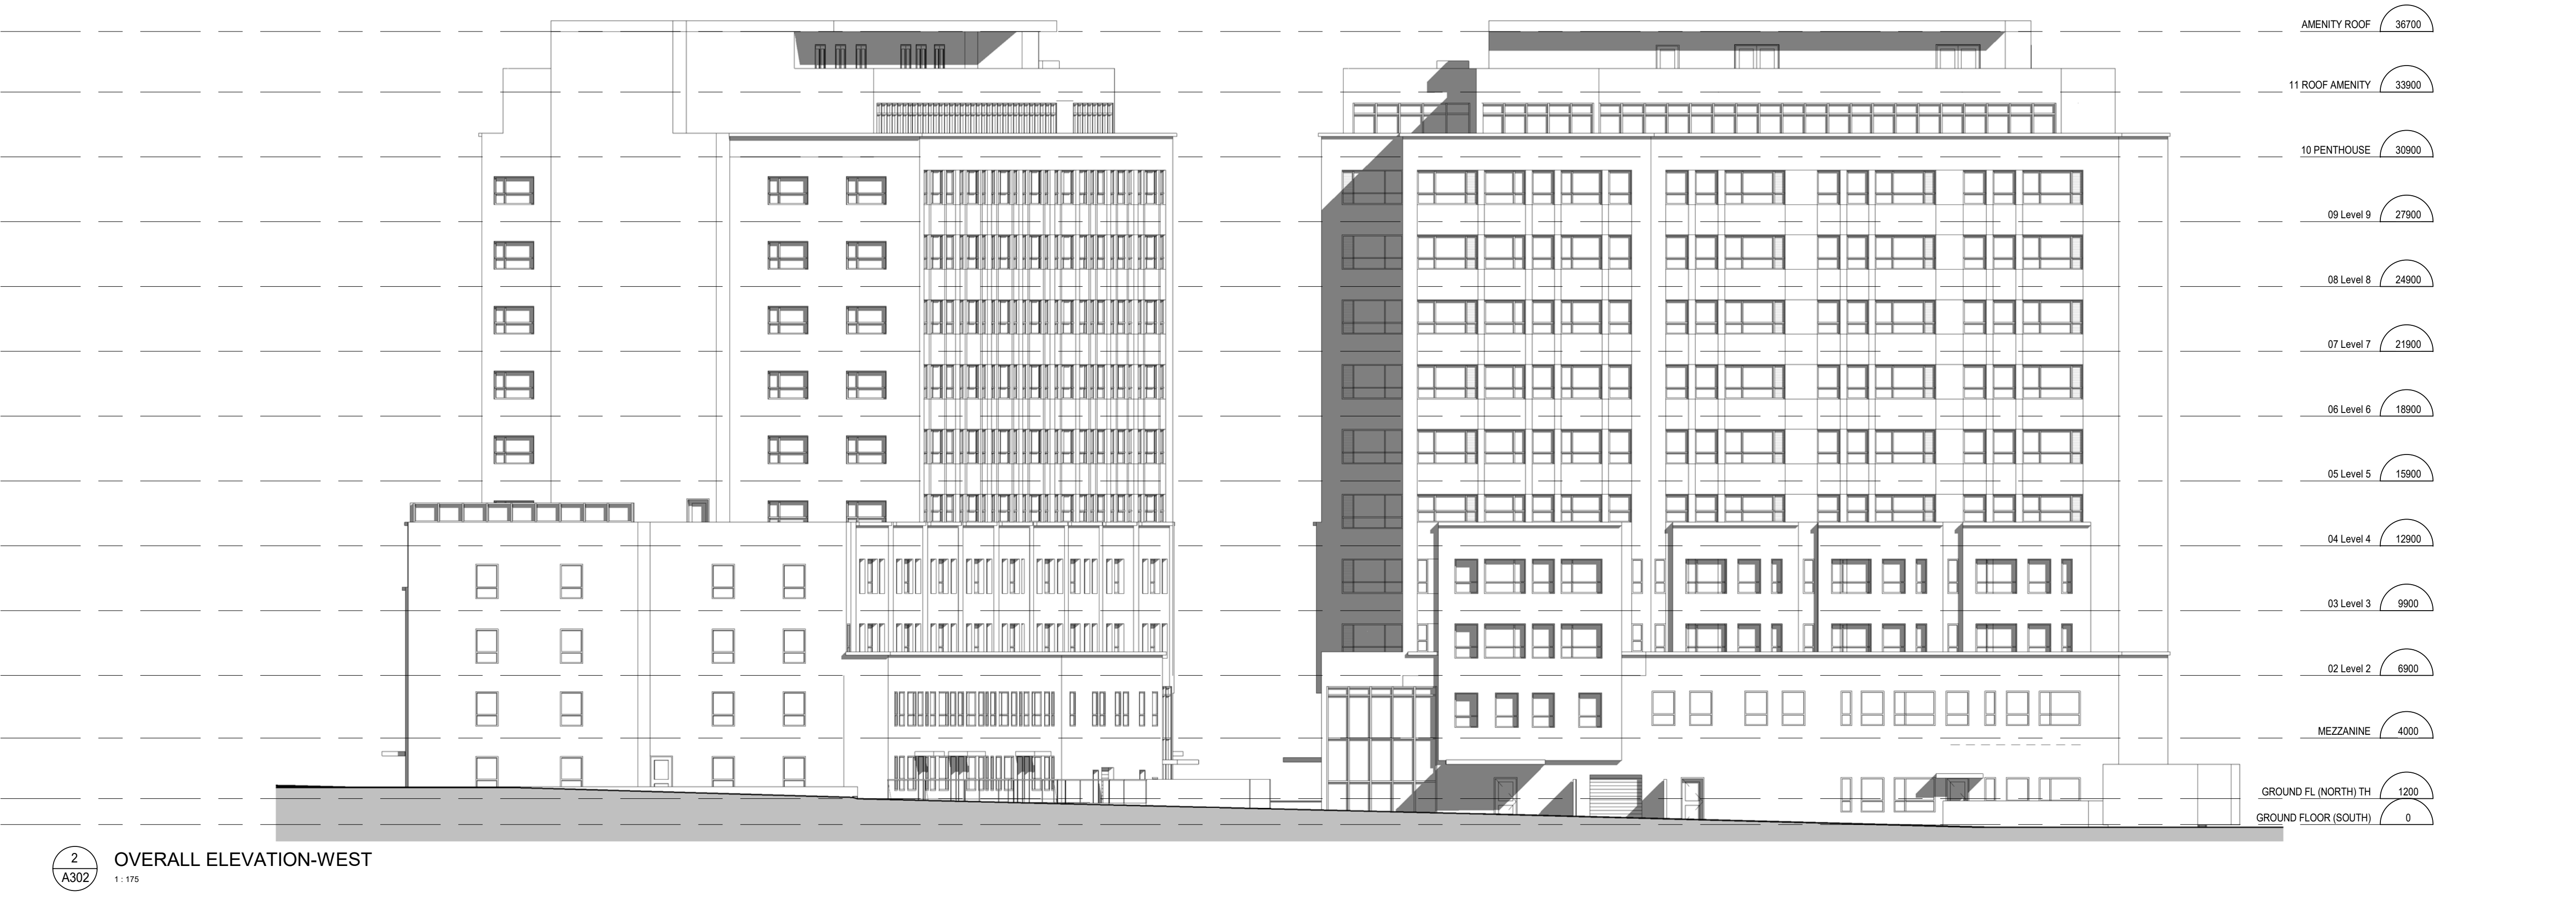 AMENITY ROOF 36700
11 ROOF AMENITY 33900
10 PENTHOUSE 30900
09 Level 9 27900
08 Level 8 24900
07 Level 7 21900
06 Level 6 18900
05 Level 5 15900
04 Level 4 12900
03 Level 3 9900
02 Level 2 6900
MEZZANINE 4000
GROUND FL (NORTH) TH 1200
GROUND FLOOR (SOUTH) 0
2
A302
OVERALL ELEVATION-WEST
1 : 175